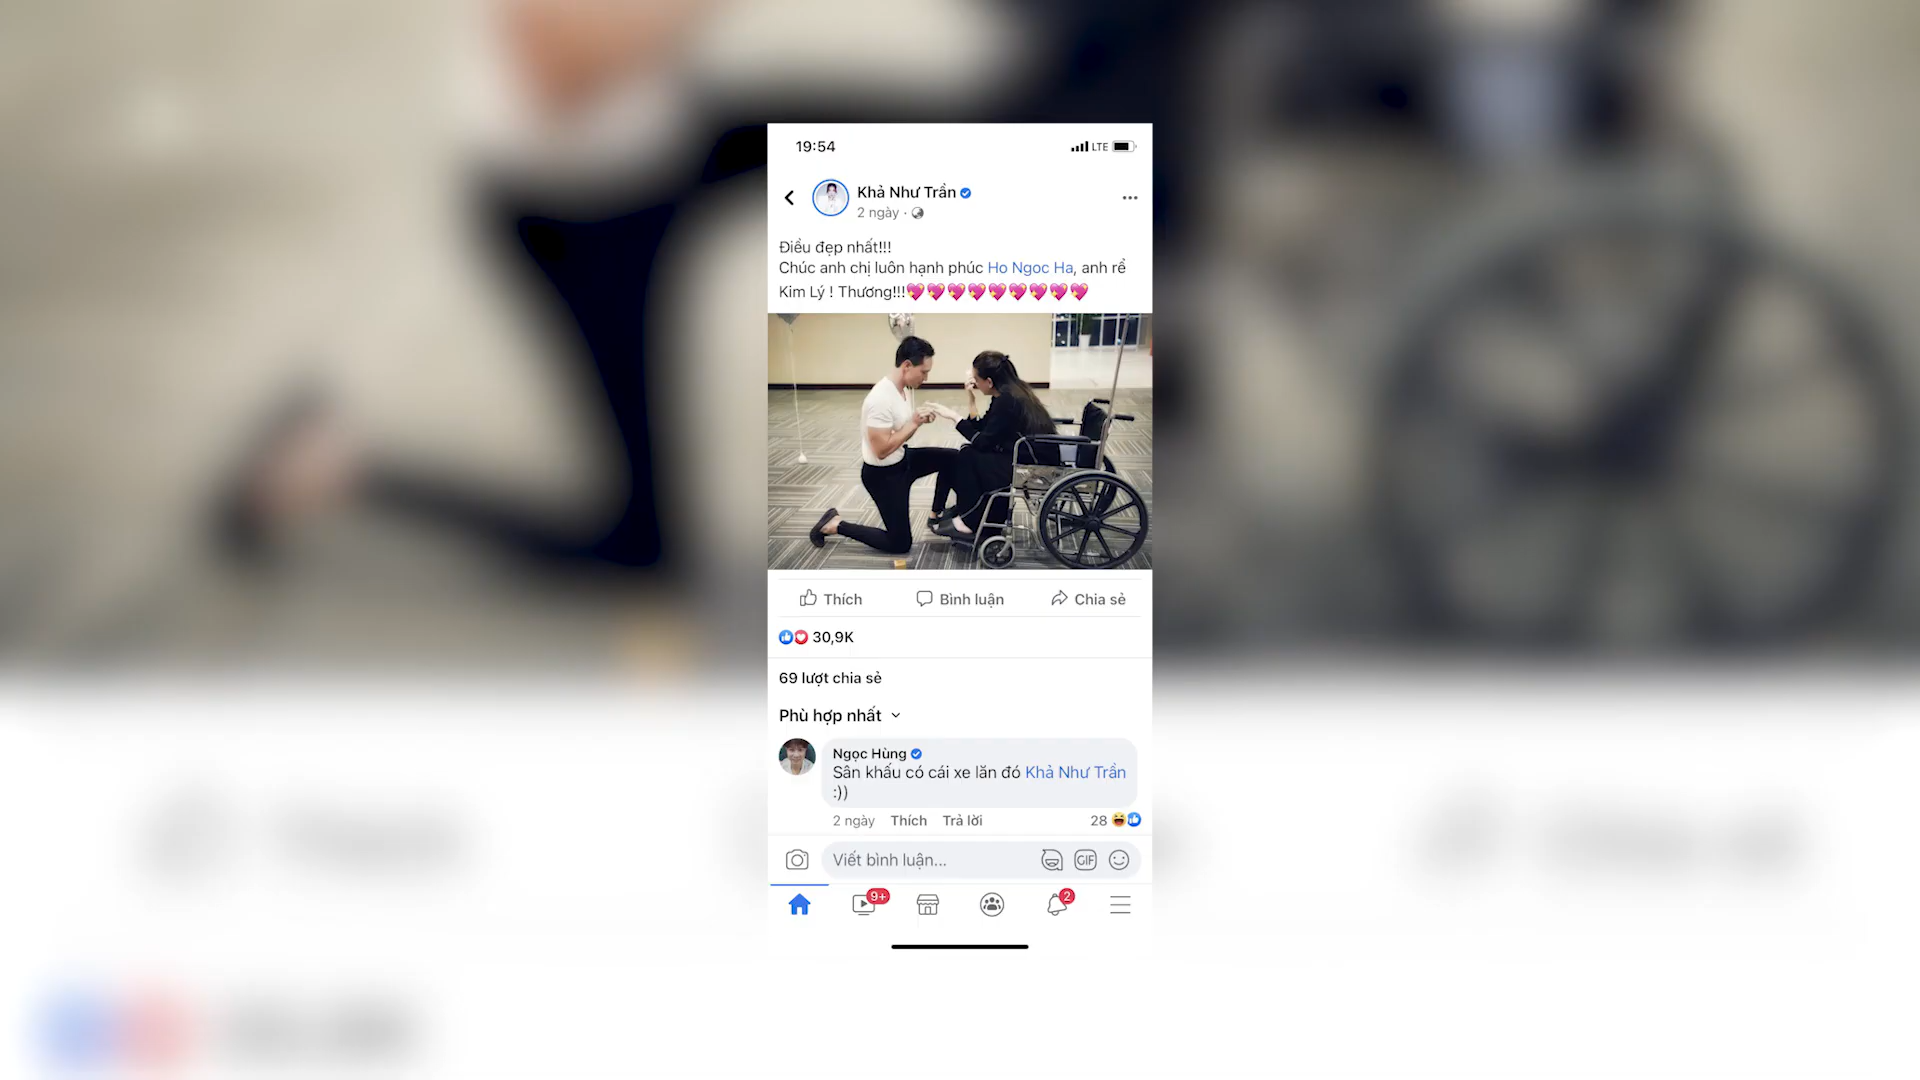 19:54
LTE
Khả Như Trần
2 ngày ·
Điều đẹp nhất!!!
Chúc anh chị luôn hạnh phúc Ho Ngoc Ha, anh rể
Kim Lý ! Thương!!!💖💖💖💖💖💖💖💖💖
Thích
Bình luận
Chia sẻ
30,9K
69 lượt chia sẻ
Phù hợp nhất
Ngọc Hùng
Sân khấu có cái xe lăn đó Khả Như Trần
:))
2 ngày Thích Trả lời 28
Viết bình luận...
GIF
9+
2